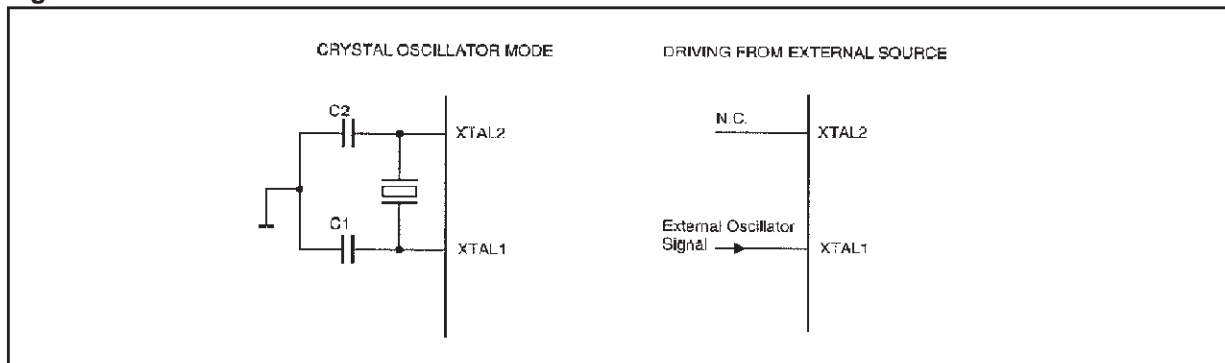 CRYSTAL OSCILLATOR MODE
C2
XTAL2
C1
XTAL1
DRIVING FROM EXTERNAL SOURCE
N.C.
XTAL2
External Oscillator
Signal
XTAL1